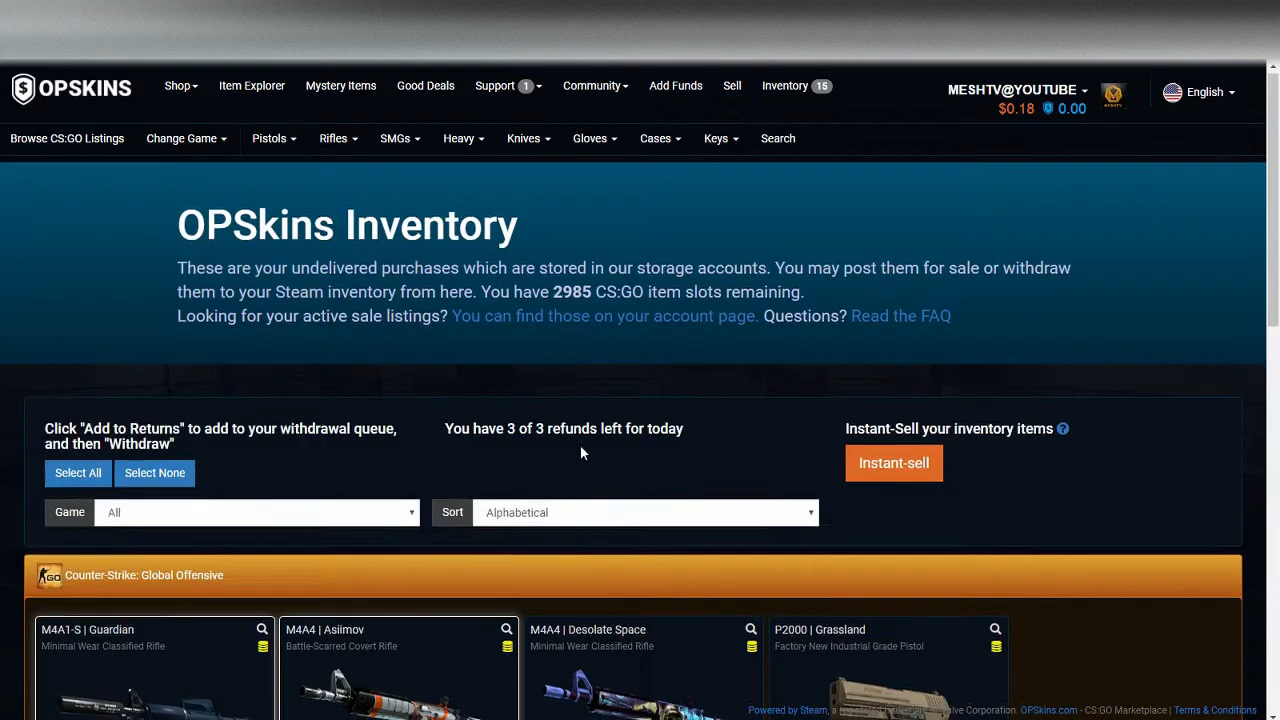 OPSKINS
Shop Item Explorer Mystery Items Good Deals Support 1 Community Add Funds Sell Inventory 15
MESHTV@YOUTUBE
$0.18 0.00
English
Browse CS:GO Listings Change Game Pistols Rifles SMGs Heavy Knives Gloves Cases Keys Search
OPSkins Inventory
These are your undelivered purchases which are stored in our storage accounts. You may post them for sale or withdraw
them to your Steam inventory from here. You have 2985 CS:GO item slots remaining.
Looking for your active sale listings? You can find those on your account page. Questions? Read the FAQ
Click "Add to Returns" to add to your withdrawal queue,
and then "Withdraw"
Select All Select None
You have 3 of 3 refunds left for today
Instant-Sell your inventory items ?
Instant-sell
Game All
Sort Alphabetical
GO Counter-Strike: Global Offensive
M4A1-S | Guardian
Minimal Wear Classified Rifle
M4A4 | Asiimov
Battle-Scarred Covert Rifle
M4A4 | Desolate Space
Minimal Wear Classified Rifle
P2000 | Grassland
Factory New Industrial Grade Pistol
Powered by Steam, a registered trademark of Valve Corporation. OPSkins.com - CS:GO Marketplace | Terms & Conditions